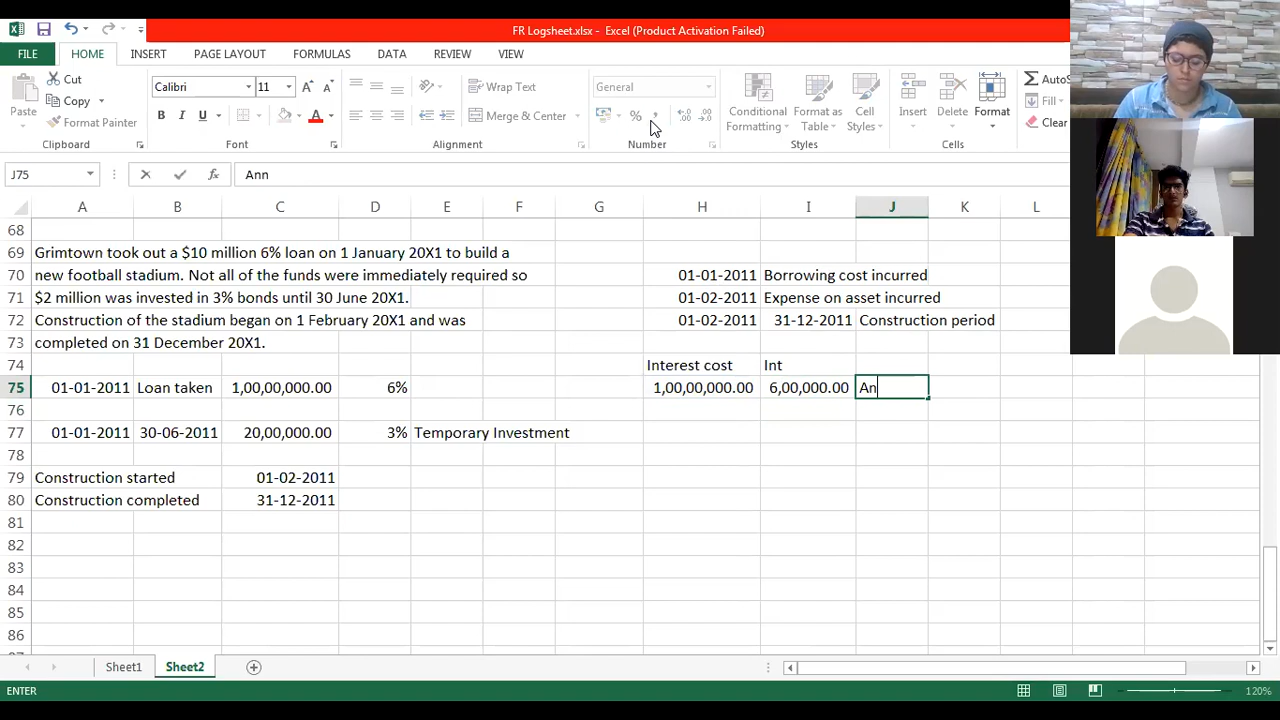 FR Logsheet.xlsx - Excel (Product Activation Failed)
FILE HOME INSERT PAGE LAYOUT FORMULAS DATA REVIEW VIEW
Cut
Copy
Format Painter
Paste
Clipboard
Calibri 11
B I U A
Font
Wrap Text
Merge & Center
Alignment
General
%
Number
Conditional Formatting
Format as Table
Cell Styles
Styles
Insert Delete Format
Cells
AutoS
Fill
Clear
J75 fx Ann
A B C D E F G H I J K L
68
69 Grimtown took out a $10 million 6% loan on 1 January 20X1 to build a
70 new football stadium. Not all of the funds were immediately required so 01-01-2011 Borrowing cost incurred
71 $2 million was invested in 3% bonds until 30 June 20X1. 01-02-2011 Expense on asset incurred
72 Construction of the stadium began on 1 February 20X1 and was 01-02-2011 31-12-2011 Construction period
73 completed on 31 December 20X1.
74 Interest cost Int
75 01-01-2011 Loan taken 1,00,00,000.00 6% 1,00,00,000.00 6,00,000.00 An
76
77 01-01-2011 30-06-2011 20,00,000.00 3% Temporary Investment
78
79 Construction started 01-02-2011
80 Construction completed 31-12-2011
81
82
83
84
85
86
Sheet1 Sheet2
ENTER 120%